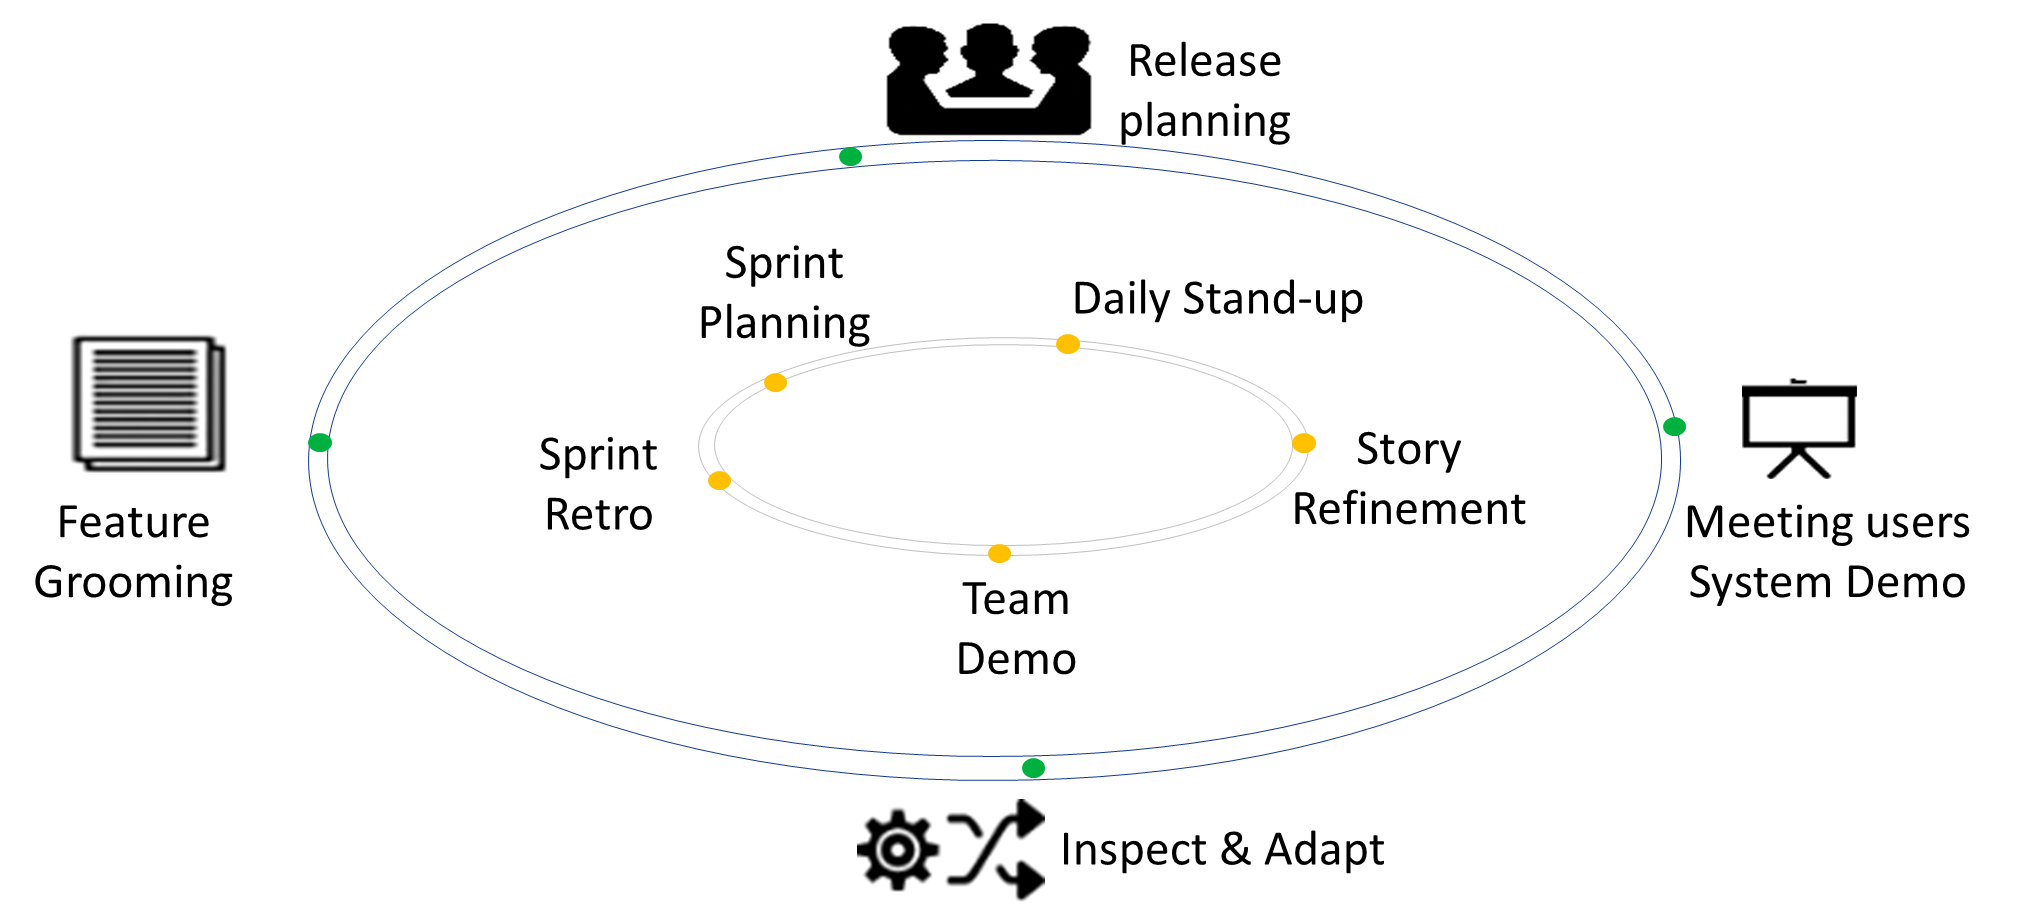 Release
planning
Sprint
Planning
Daily Stand-up
Sprint
Retro
Story
Refinement
Feature
Grooming
Meeting users
System Demo
Team
Demo
Inspect & Adapt